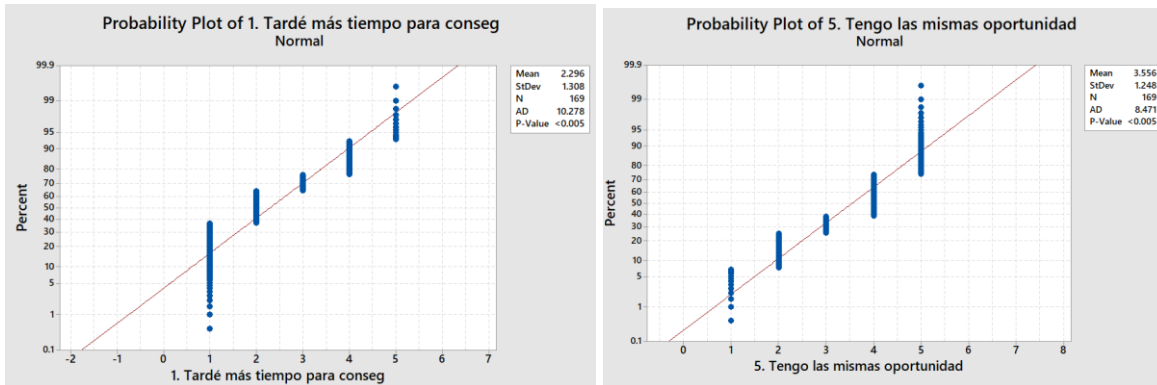 Probability Plot of 1. Tardé más tiempo para conseg
Normal
99.9
99
95
90
80
70
60
50
40
30
20
10
5
1
0.1
Percent
-2 -1 0 1 2 3 4 5 6 7
1. Tardé más tiempo para conseg
Mean 2.296
StDev 1.308
N 169
AD 10.278
P-Value <0.005
Probability Plot of 5. Tengo las mismas oportunidad
Normal
99.9
99
95
90
80
70
60
50
40
30
20
10
5
1
0.1
Percent
0 1 2 3 4 5 6 7 8
5. Tengo las mismas oportunidad
Mean 3.556
StDev 1.248
N 169
AD 8.471
P-Value <0.005